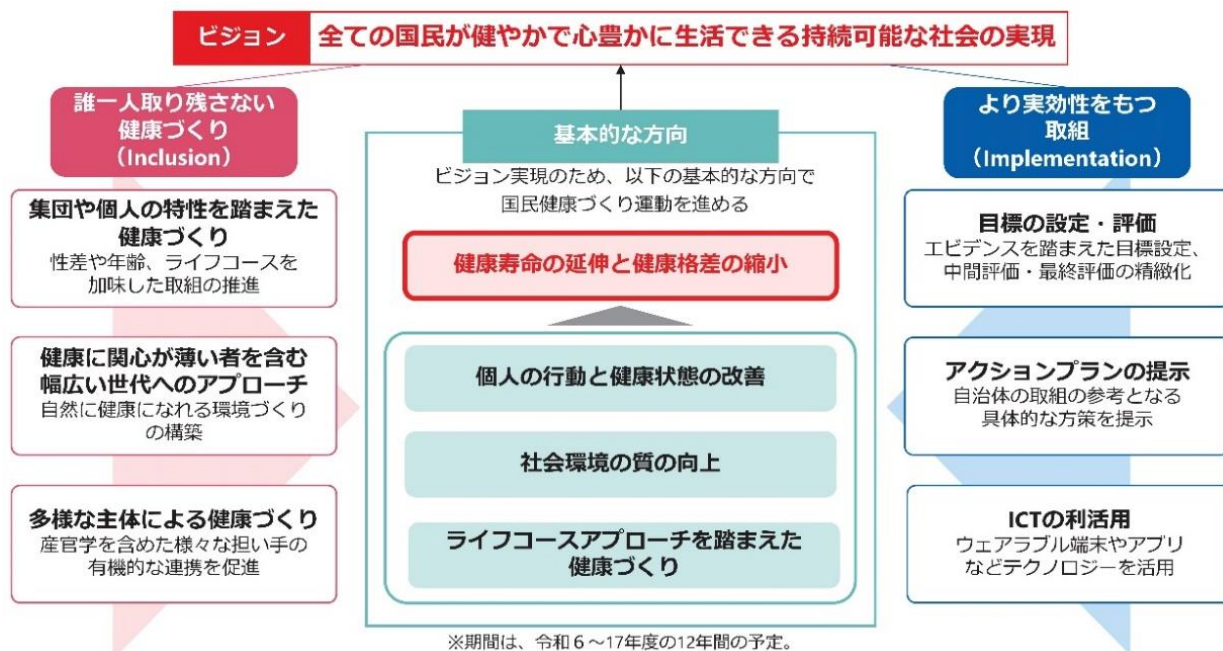 ビジョン 全ての国民が健やかで心豊かに生活できる持続可能な社会の実現
誰一人取り残さない
健康づくり
（Inclusion）
集団や個人の特性を踏まえた
健康づくり
性差や年齢、ライフコースを
加味した取組の推進
健康に関心が薄い者を含む
幅広い世代へのアプローチ
自然に健康になれる環境づくり
の構築
多様な主体による健康づくり
産官学を含めた様々な担い手の
有機的な連携を促進
基本的な方向
ビジョン実現のため、以下の基本的な方向で
国民健康づくり運動を進める
健康寿命の延伸と健康格差の縮小
個人の行動と健康状態の改善
社会環境の質の向上
ライフコースアプローチを踏まえた
健康づくり
※期間は、令和６～17年度の12年間の予定。
より実効性をもつ
取組
（Implementation）
目標の設定・評価
エビデンスを踏まえた目標設定、
中間評価・最終評価の精緻化
アクションプランの提示
自治体の取組の参考となる
具体的な方策を提示
ICTの利活用
ウェアラブル端末やアプリ
などテクノロジーを活用